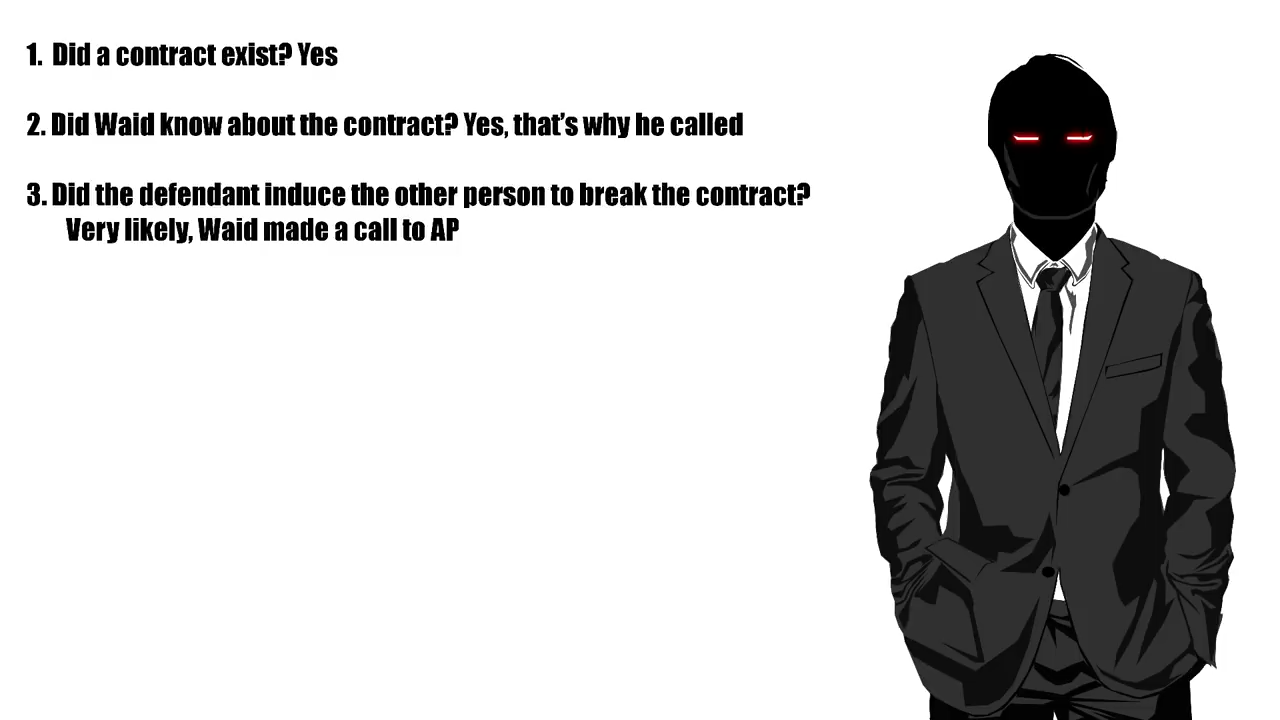 1. Did a contract exist? Yes
2. Did Waid know about the contract? Yes, that's why he called
3. Did the defendant induce the other person to break the contract?
Very likely, Waid made a call to AP